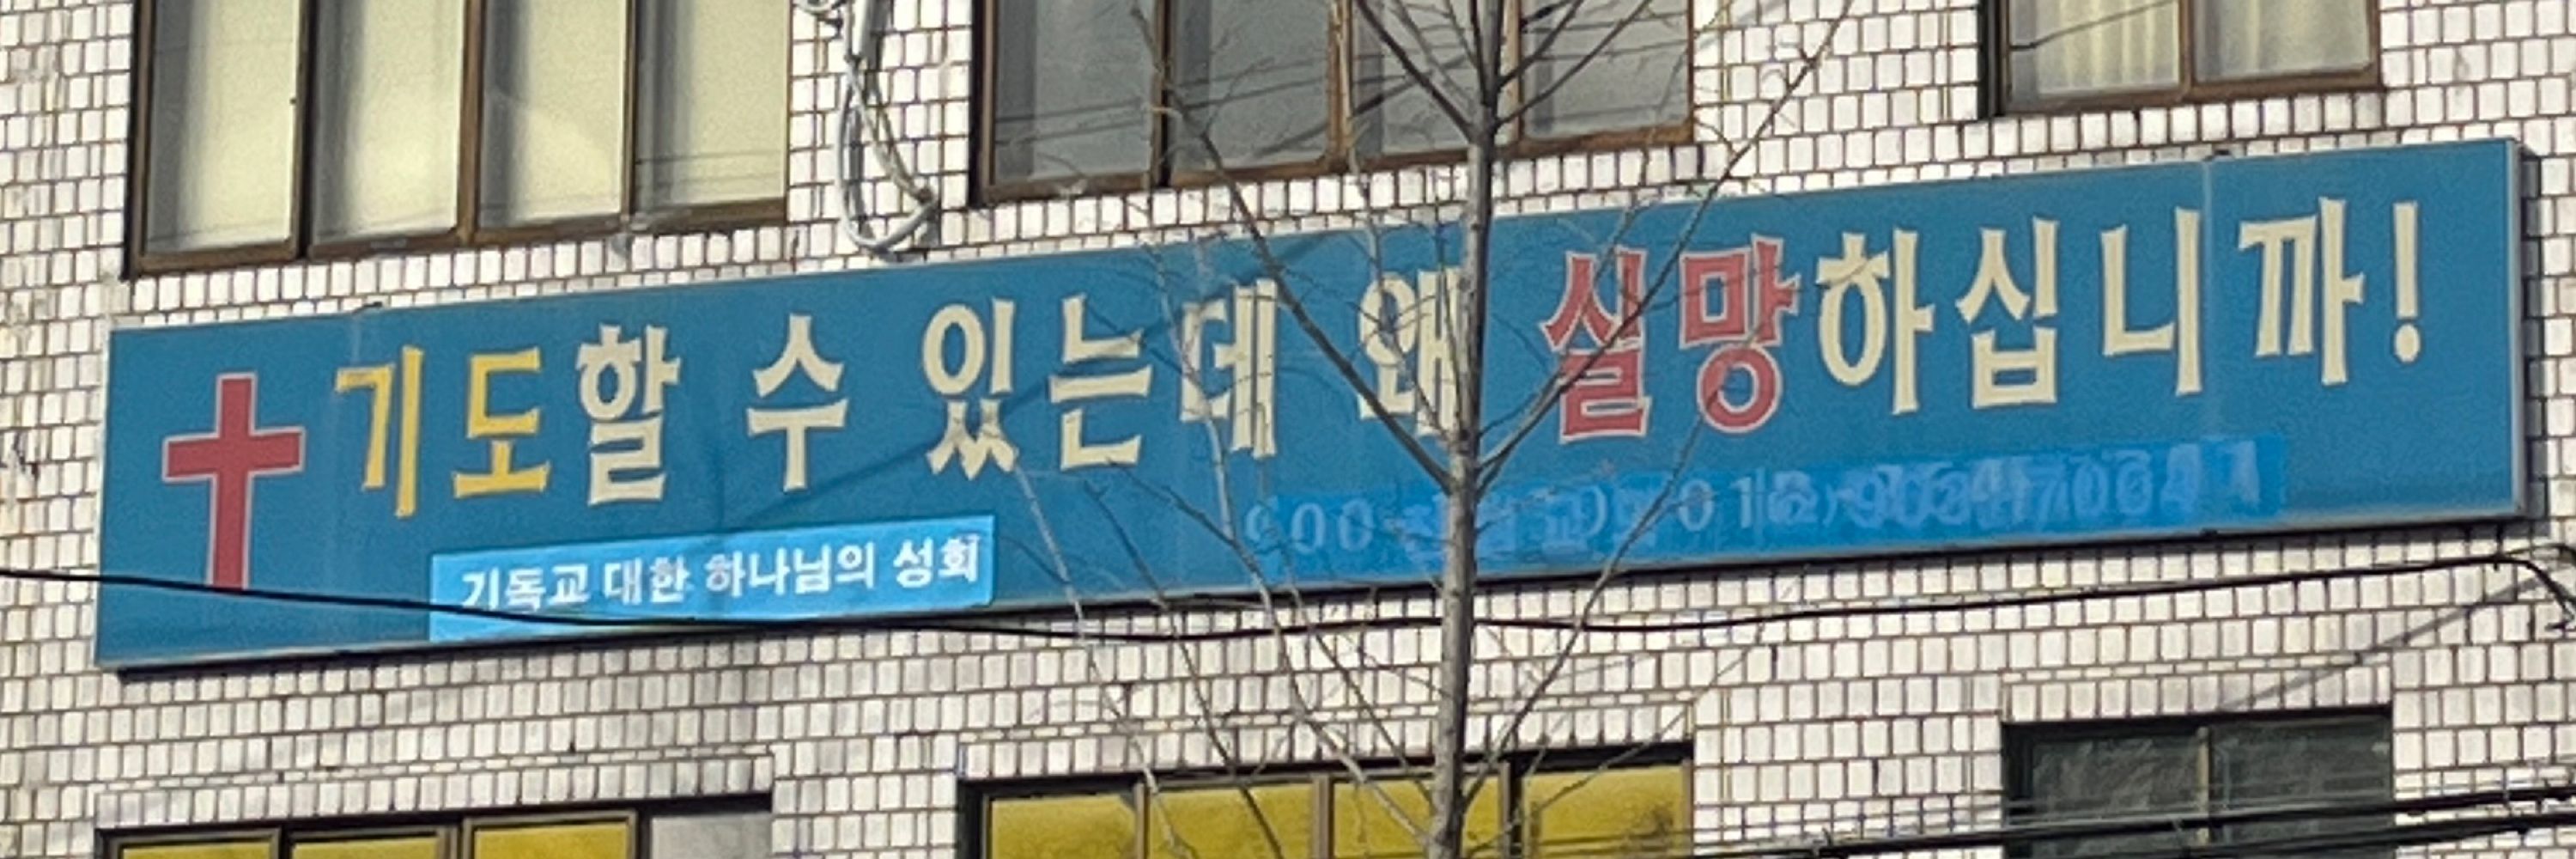 기도할 수 있는데 왜 실망하십니까!
기독교 대한 하나님의 성회